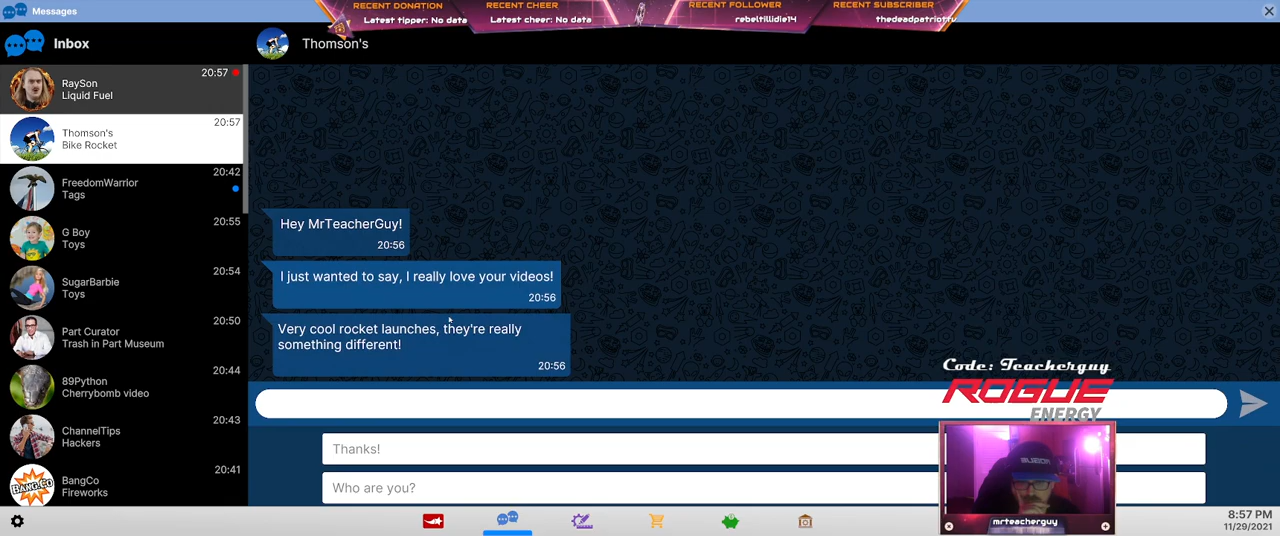 Messages
RECENT DONATION
Latest tipper: No data
RECENT CHEER
Latest cheer: No data
RECENT FOLLOWER
rebeltillidie14
RECENT SUBSCRIBER
thedeadpatriottv
Inbox
Thomson's
RaySon
Liquid Fuel
20:57
Thomson's
Bike Rocket
20:57
FreedomWarrior
Tags
20:42
G Boy
Toys
20:55
SugarBarbie
Toys
20:54
Part Curator
Trash in Part Museum
20:50
89Python
Cherrybomb video
20:44
ChannelTips
Hackers
20:43
BangCo
Fireworks
20:41
BANG.CO
Hey MrTeacherGuy!
20:56
I just wanted to say, I really love your videos!
20:56
Very cool rocket launches, they're really
something different!
20:56
Thanks!
Who are you?
Code: Teacherguy
ROGUE
ENERGY
mrteacherguy
8:57 PM
11/29/2021